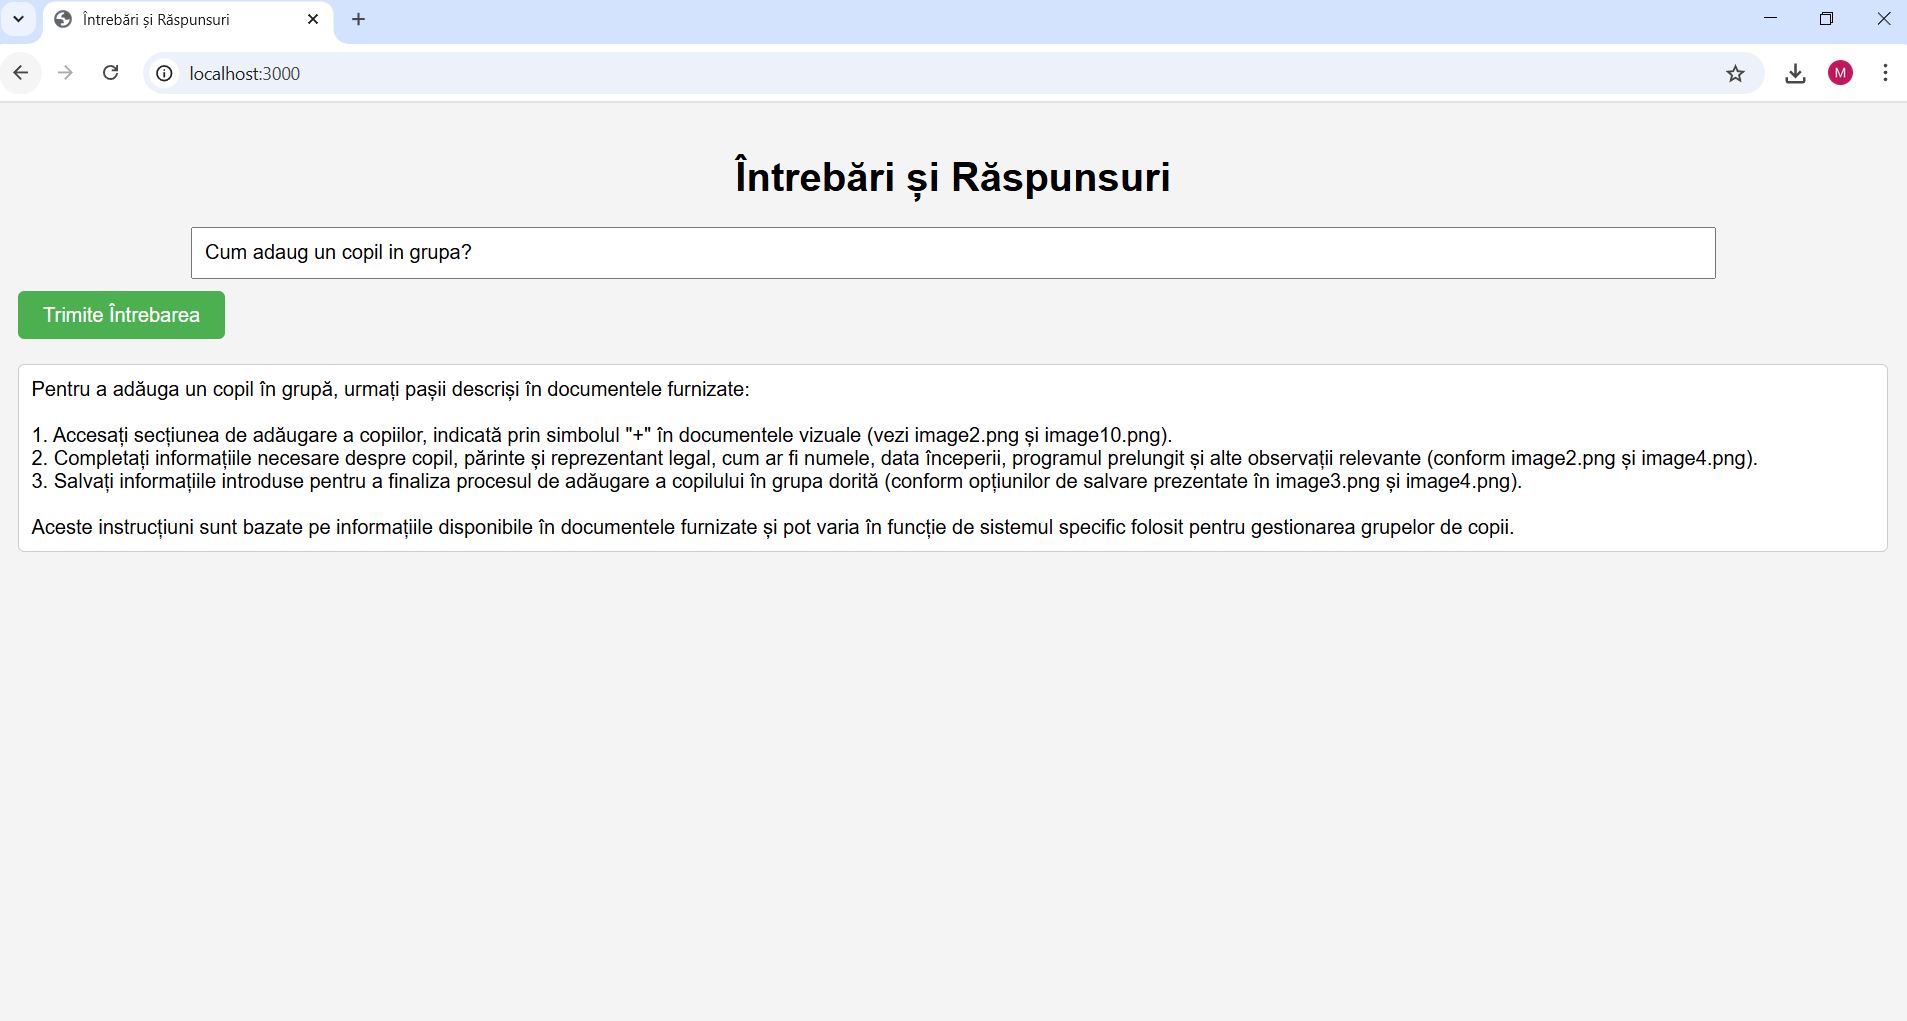 Întrebări și Răspunsuri
localhost:3000
M
Întrebări și Răspunsuri
Cum adaug un copil in grupa?
Trimite Întrebarea
Pentru a adăuga un copil în grupă, urmați pașii descriși în documentele furnizate:
1. Accesați secțiunea de adăugare a copiilor, indicată prin simbolul "+" în documentele vizuale (vezi image2.png și image10.png).
2. Completați informațiile necesare despre copil, părinte și reprezentant legal, cum ar fi numele, data începerii, programul prelungit și alte observații relevante (conform image2.png și image4.png).
3. Salvați informațiile introduse pentru a finaliza procesul de adăugare a copilului în grupa dorită (conform opțiunilor de salvare prezentate în image3.png și image4.png).
Aceste instrucțiuni sunt bazate pe informațiile disponibile în documentele furnizate și pot varia în funcție de sistemul specific folosit pentru gestionarea grupelor de copii.